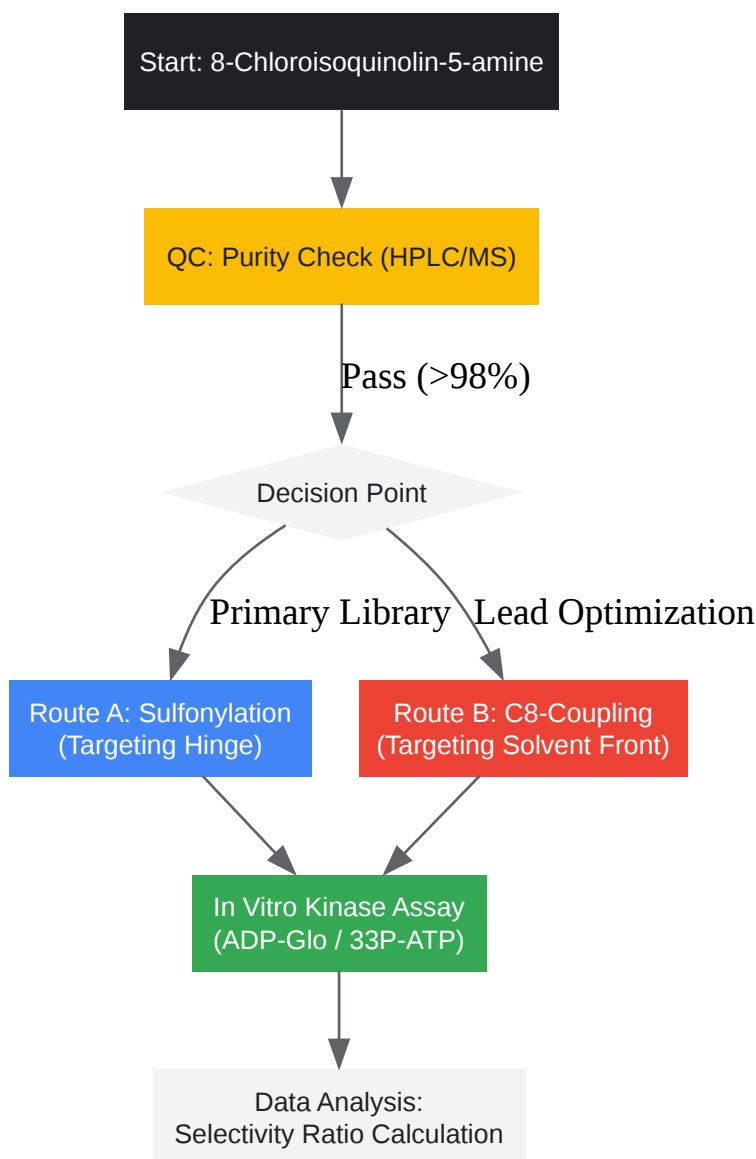 Start: 8-Chloroisoquinolin-5-amine
QC: Purity Check (HPLC/MS)
Pass (>98%)
Decision Point
Primary Library
Lead Optimization
Route A: Sulfonylation
(Targeting Hinge)
Route B: C8-Coupling
(Targeting Solvent Front)
In Vitro Kinase Assay
(ADP-Glo / 33P-ATP)
Data Analysis:
Selectivity Ratio Calculation